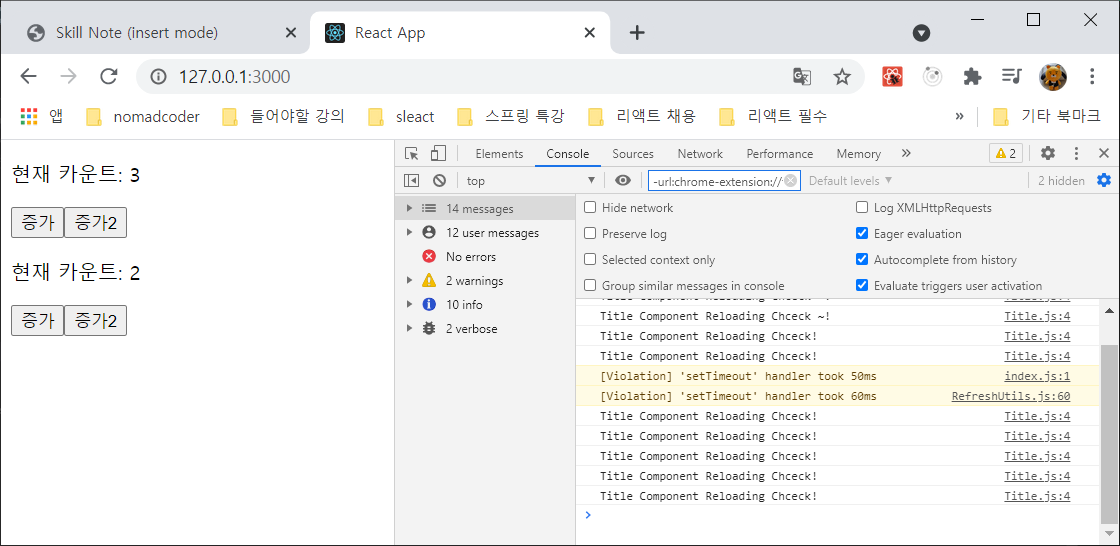 Skill Note (insert mode)
React App
127.0.0.1:3000
앱
nomadcoder
들어야할 강의
sleact
스프링 특강
리액트 채용
리액트 필수
»
기타 북마크
현재 카운트: 3
증가 증가2
현재 카운트: 2
증가 증가2
Elements Console Sources Network Performance Memory » 2
top
-url:chrome-extension://
Default levels ▼
2 hidden
14 messages
12 user messages
No errors
2 warnings
10 info
2 verbose
Hide network
Log XMLHttpRequests
Preserve log
Eager evaluation
Selected context only
Autocomplete from history
Group similar messages in console
Evaluate triggers user activation
Title Component Reloading Chceck ~! Title.js:4
Title Component Reloading Chceck ~! Title.js:4
Title Component Reloading Chceck! Title.js:4
Title Component Reloading Chceck! Title.js:4
[Violation] 'setTimeout' handler took 50ms index.js:1
[Violation] 'setTimeout' handler took 60ms RefreshUtils.js:60
Title Component Reloading Chceck! Title.js:4
Title Component Reloading Chceck! Title.js:4
Title Component Reloading Chceck! Title.js:4
Title Component Reloading Chceck! Title.js:4
Title Component Reloading Chceck! Title.js:4
>